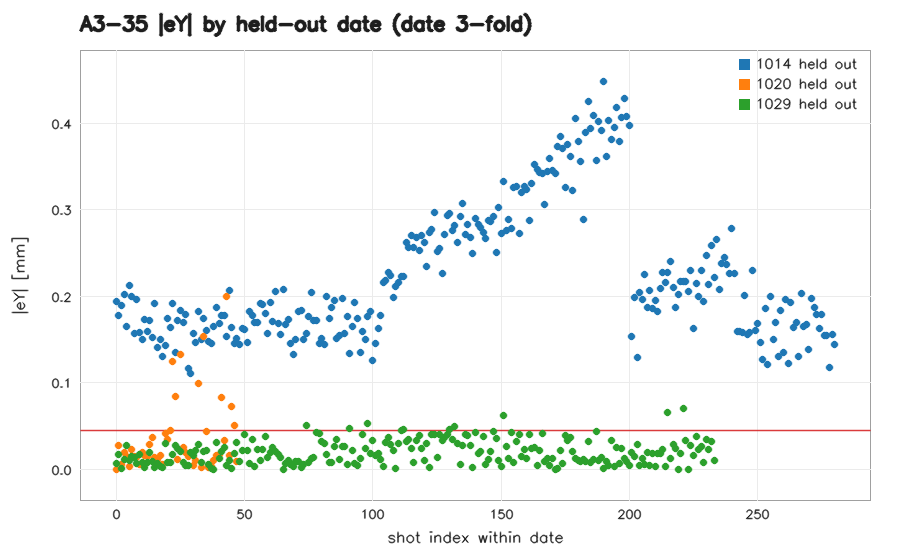 A3-35 |eY| by held-out date (date 3-fold)
1014 held out
1020 held out
1029 held out
|eY| [mm]
0.4
0.3
0.2
0.1
0.0
0 50 100 150 200 250
shot index within date